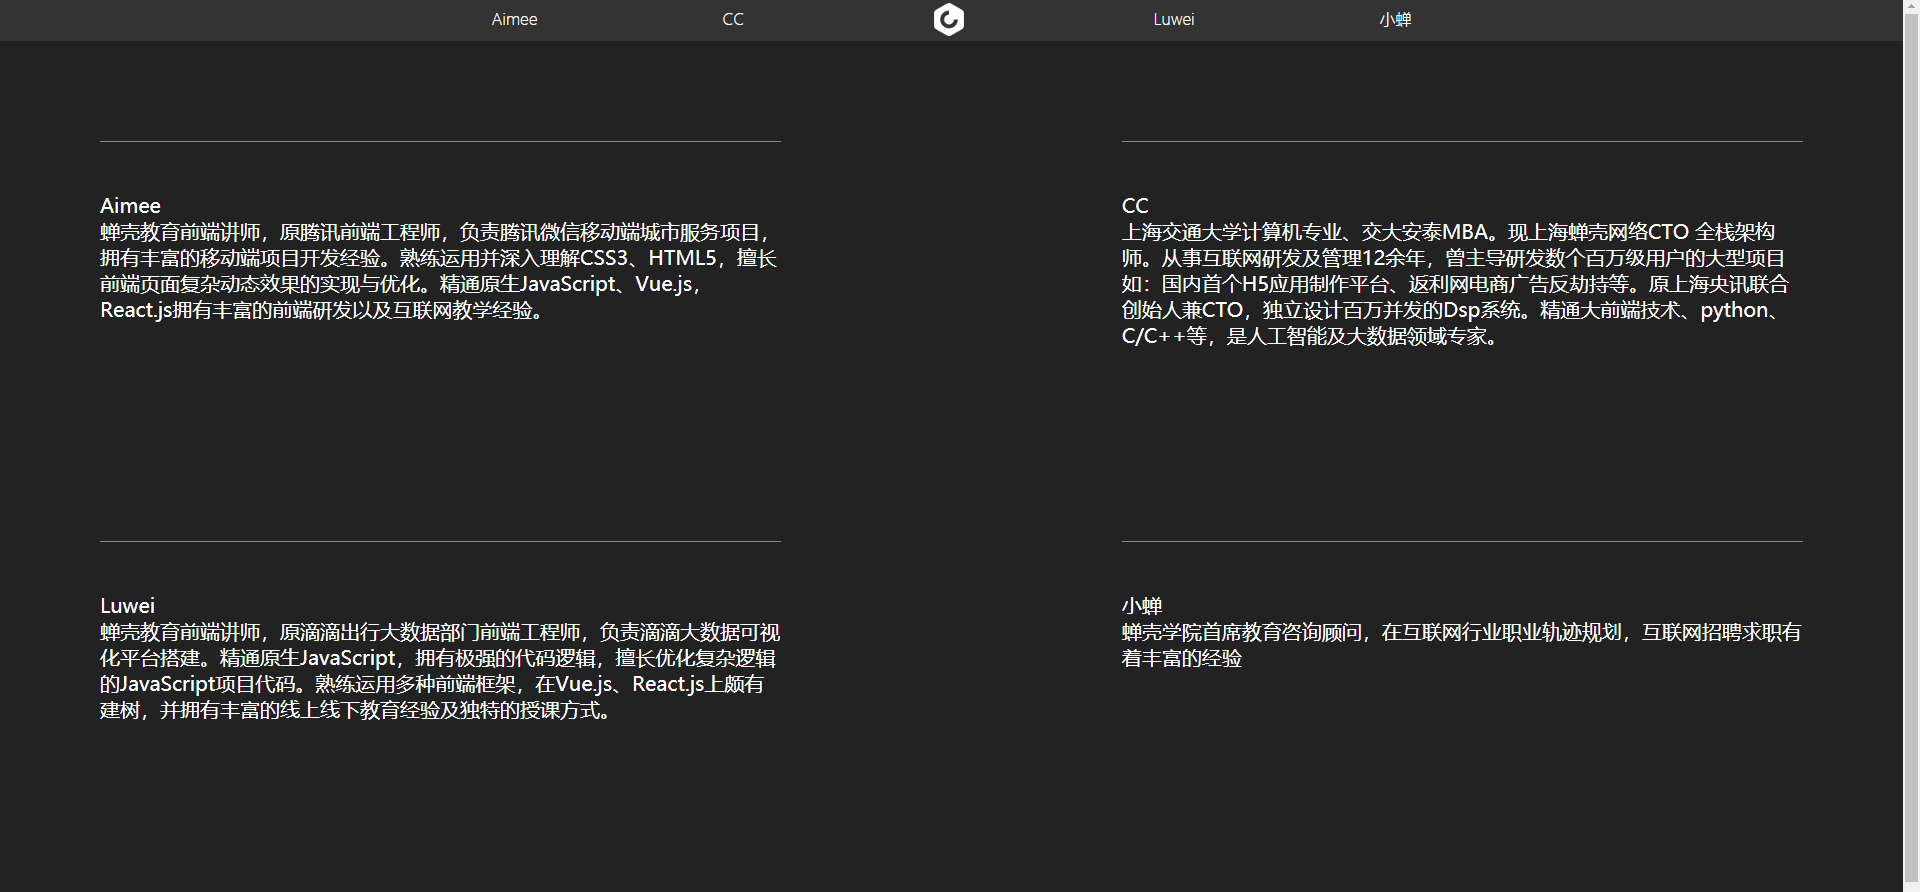 Aimee
CC
Luwei
小蝉
Aimee
蝉壳教育前端讲师，原腾讯前端工程师，负责腾讯微信移动端城市服务项目，
拥有丰富的移动端项目开发经验。熟练运用并深入理解CSS3、HTML5，擅长
前端页面复杂动态效果的实现与优化。精通原生JavaScript、Vue.js，
React.js拥有丰富的前端研发以及互联网教学经验。
CC
上海交通大学计算机专业、交大安泰MBA。现上海蝉壳网络CTO 全栈架构
师。从事互联网研发及管理12余年，曾主导研发数个百万级用户的大型项目
如：国内首个H5应用制作平台、返利网电商广告反劫持等。原上海央讯联合
创始人兼CTO，独立设计百万并发的Dsp系统。精通大前端技术、python、
C/C++等，是人工智能及大数据领域专家。
Luwei
蝉壳教育前端讲师，原滴滴出行大数据部门前端工程师，负责滴滴大数据可视
化平台搭建。精通原生JavaScript，拥有极强的代码逻辑，擅长优化复杂逻辑
的JavaScript项目代码。熟练运用多种前端框架，在Vue.js、React.js上颇有
建树，并拥有丰富的线上线下教育经验及独特的授课方式。
小蝉
蝉壳学院首席教育咨询顾问，在互联网行业职业轨迹规划，互联网招聘求职有
着丰富的经验